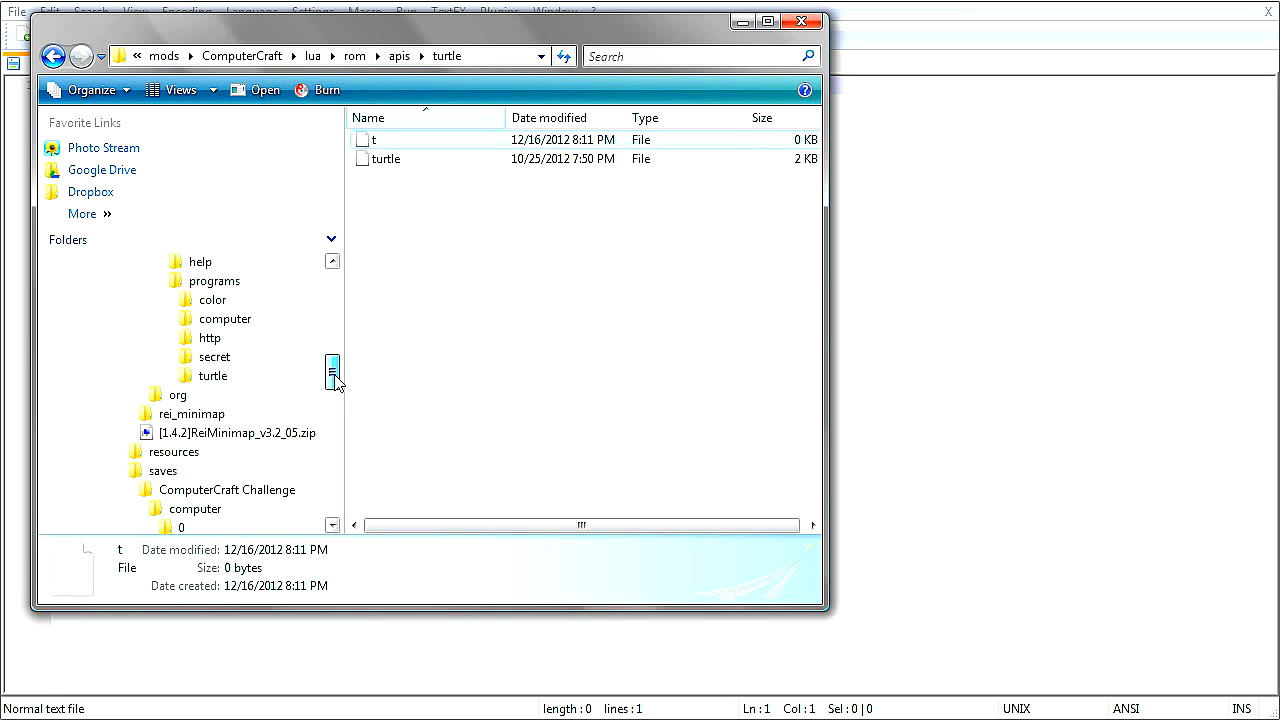 File Edit Search View Encoding Language Settings Macro Run TextFX Plugins Window ? X
mods ComputerCraft lua rom apis turtle Search
Organize Views Open Burn
Favorite Links
Photo Stream
Google Drive
Dropbox
More
Folders
help
programs
color
computer
http
secret
turtle
org
rei_minimap
[1.4.2]ReiMinimap_v3.2_05.zip
resources
saves
ComputerCraft Challenge
computer
0
Name Date modified Type Size
t 12/16/2012 8:11 PM File 0 KB
turtle 10/25/2012 7:50 PM File 2 KB
t Date modified: 12/16/2012 8:11 PM
File Size: 0 bytes
Date created: 12/16/2012 8:11 PM
Normal text file length : 0 lines : 1 Ln : 1 Col : 1 Sel : 0 | 0 UNIX ANSI INS